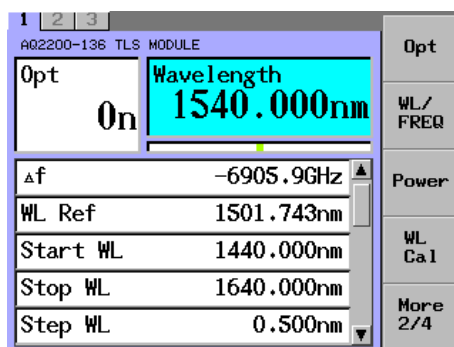 1 2 3
AQ2200-136 TLS MODULE
Opt
On
Wavelength
1540.000nm
△f -6905.9GHz
WL Ref 1501.743nm
Start WL 1440.000nm
Stop WL 1640.000nm
Step WL 0.500nm
Opt
WL/
FREQ
Power
WL
Cal
More
2/4